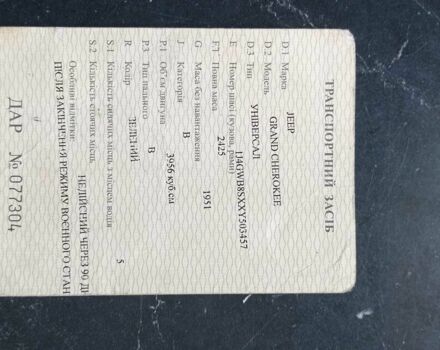 ТРАНСПОРТНИЙ ЗАСІБ
D.1 Марка JEEP
D.2 Модель GRAND CHEROKEE
D.3 Тип УНІВЕРСАЛ
E Номер шасі (кузова, рами) 1J4GWB8SXXY503457
F.1 Повна маса 2425
G Маса без навантаження 1951
J Категорія B
P.1 Об'єм двигуна 3956 куб.см
P.3 Тип пального B
R Колір ЗЕЛЕНИЙ
S.1 Кількість сидячих місць з місцем водія 5
S.2 Кількість стоячих місць
Особливі відмітки: НЕДІЙСНИЙ ЧЕРЕЗ 90 ДН
ПІСЛЯ ЗАКІНЧЕННЯ РЕЖИМУ ВОЄННОГО СТАН
ДАР № 077304